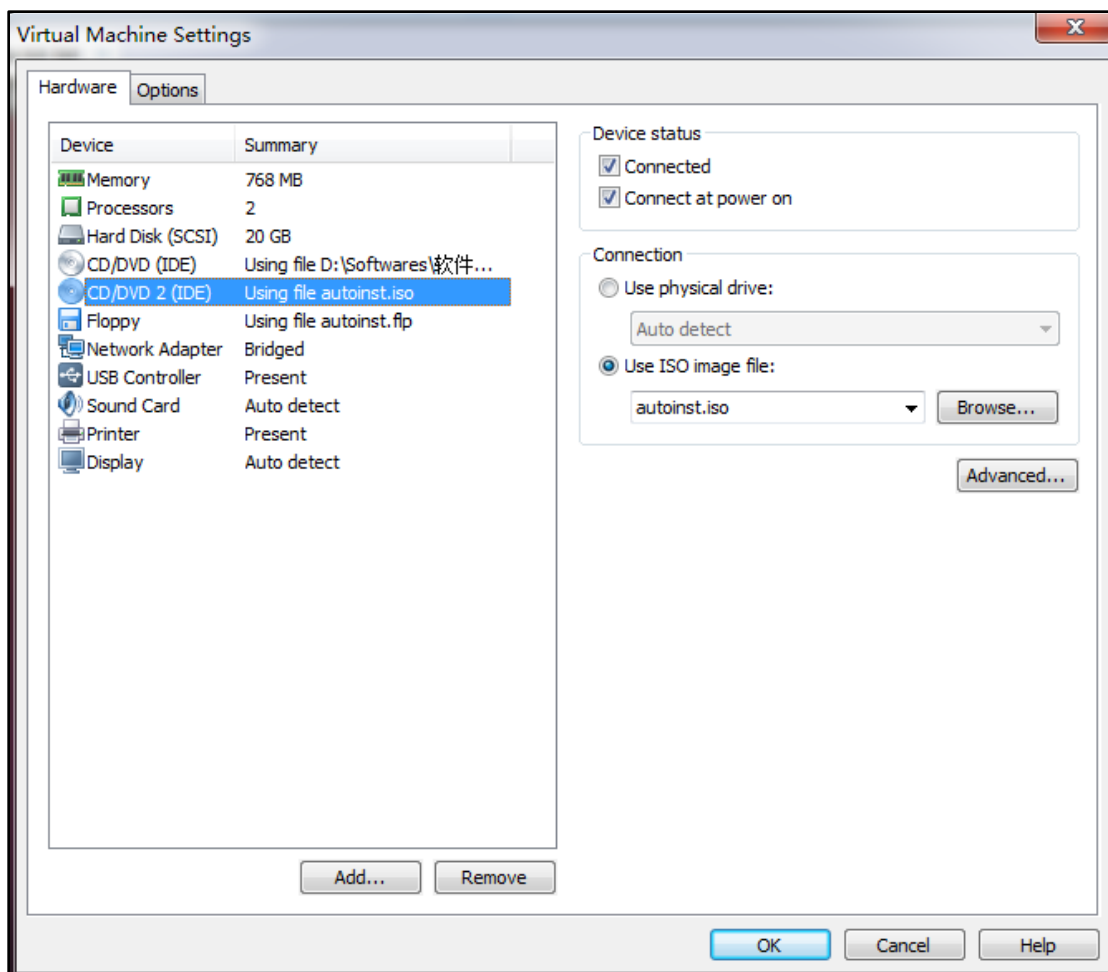 Virtual Machine Settings
X
Hardware Options
Device Summary
Memory 768 MB
Processors 2
Hard Disk (SCSI) 20 GB
CD/DVD (IDE) Using file D:\Softwares\软件...
CD/DVD 2 (IDE) Using file autoinst.iso
Floppy Using file autoinst.flp
Network Adapter Bridged
USB Controller Present
Sound Card Auto detect
Printer Present
Display Auto detect
Add... Remove
Device status
Connected
Connect at power on
Connection
Use physical drive:
Auto detect
Use ISO image file:
autoinst.iso Browse...
Advanced...
OK Cancel Help